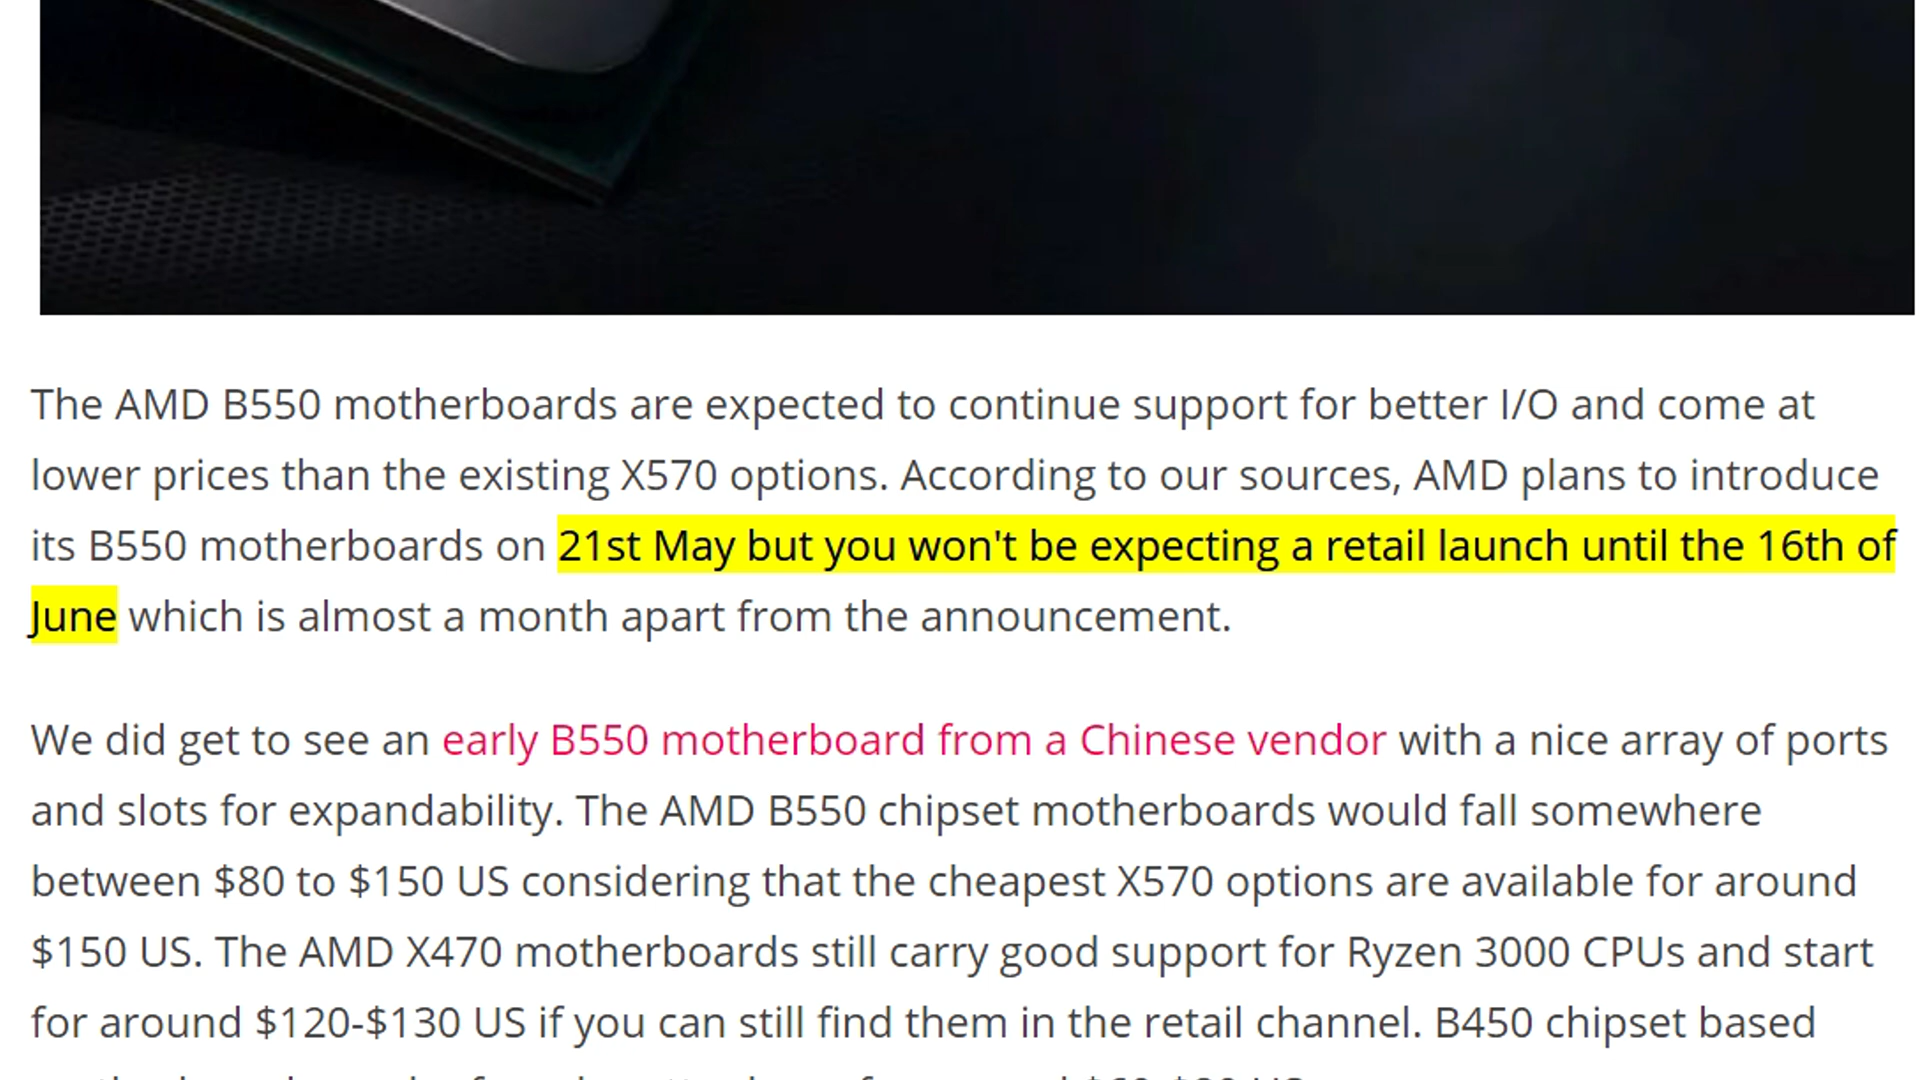 The AMD B550 motherboards are expected to continue support for better I/O and come at
lower prices than the existing X570 options. According to our sources, AMD plans to introduce
its B550 motherboards on 21st May but you won't be expecting a retail launch until the 16th of
June which is almost a month apart from the announcement.
We did get to see an early B550 motherboard from a Chinese vendor with a nice array of ports
and slots for expandability. The AMD B550 chipset motherboards would fall somewhere
between $80 to $150 US considering that the cheapest X570 options are available for around
$150 US. The AMD X470 motherboards still carry good support for Ryzen 3000 CPUs and start
for around $120-$130 US if you can still find them in the retail channel. B450 chipset based